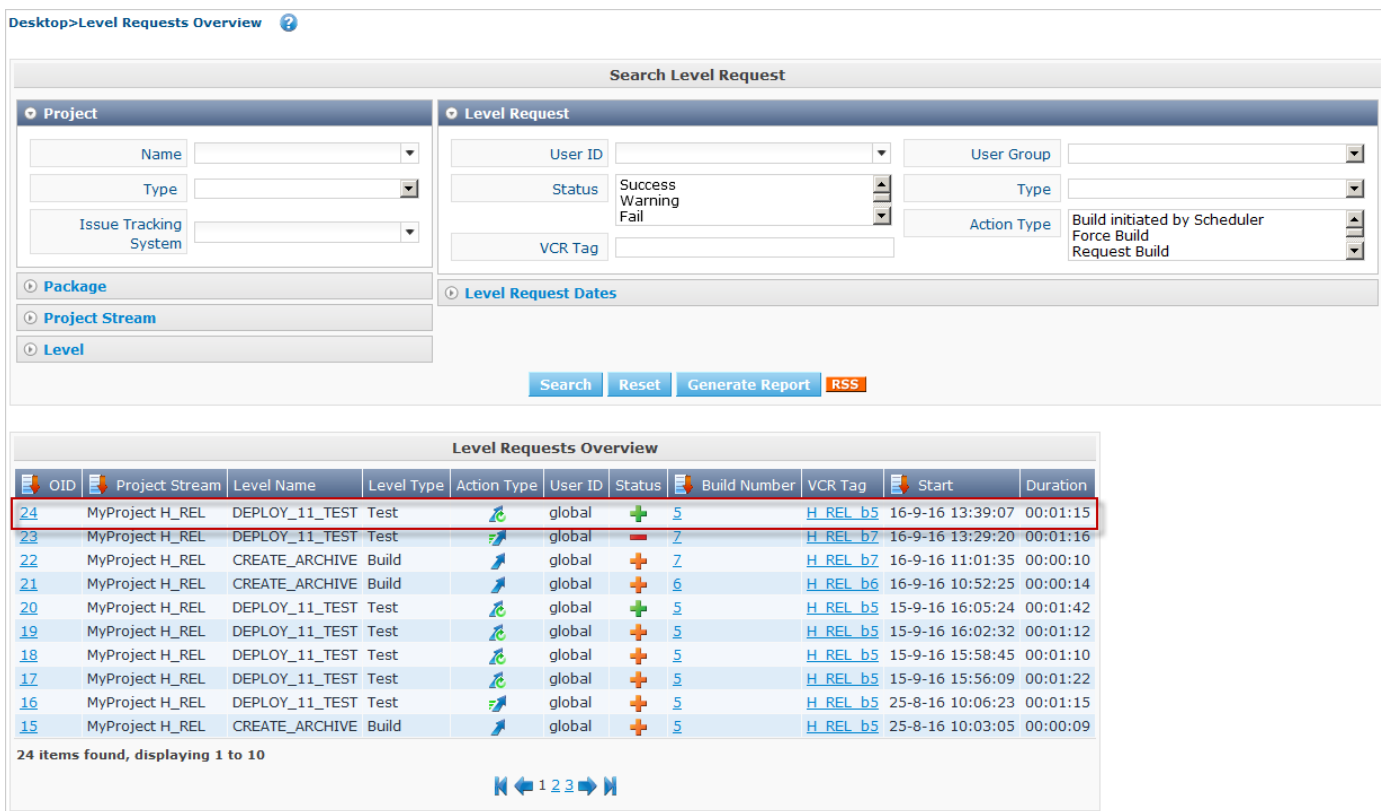 Desktop>Level Requests Overview ?
Search Level Request
Project
Name
Type
Issue Tracking
System
Package
Project Stream
Level
Level Request
User ID
Status
Success
Warning
Fail
VCR Tag
User Group
Type
Action Type
Build initiated by Scheduler
Force Build
Request Build
Level Request Dates
Search Reset Generate Report RSS
Level Requests Overview
OID Project Stream Level Name Level Type Action Type User ID Status Build Number VCR Tag Start Duration
24 MyProject H_REL DEPLOY_11_TEST Test global 5 H_REL_b5 16-9-16 13:39:07 00:01:15
23 MyProject H_REL DEPLOY_11_TEST Test global 7 H_REL_b7 16-9-16 13:29:20 00:01:16
22 MyProject H_REL CREATE_ARCHIVE Build global 7 H_REL_b7 16-9-16 11:01:35 00:00:10
21 MyProject H_REL CREATE_ARCHIVE Build global 6 H_REL_b6 16-9-16 10:52:25 00:00:14
20 MyProject H_REL DEPLOY_11_TEST Test global 5 H_REL_b5 15-9-16 16:05:24 00:01:42
19 MyProject H_REL DEPLOY_11_TEST Test global 5 H_REL_b5 15-9-16 16:02:32 00:01:12
18 MyProject H_REL DEPLOY_11_TEST Test global 5 H_REL_b5 15-9-16 15:58:45 00:01:10
17 MyProject H_REL DEPLOY_11_TEST Test global 5 H_REL_b5 15-9-16 15:56:09 00:01:22
16 MyProject H_REL DEPLOY_11_TEST Test global 5 H_REL_b5 25-8-16 10:06:23 00:01:15
15 MyProject H_REL CREATE_ARCHIVE Build global 5 H_REL_b5 25-8-16 10:03:05 00:00:09
24 items found, displaying 1 to 10
1 2 3